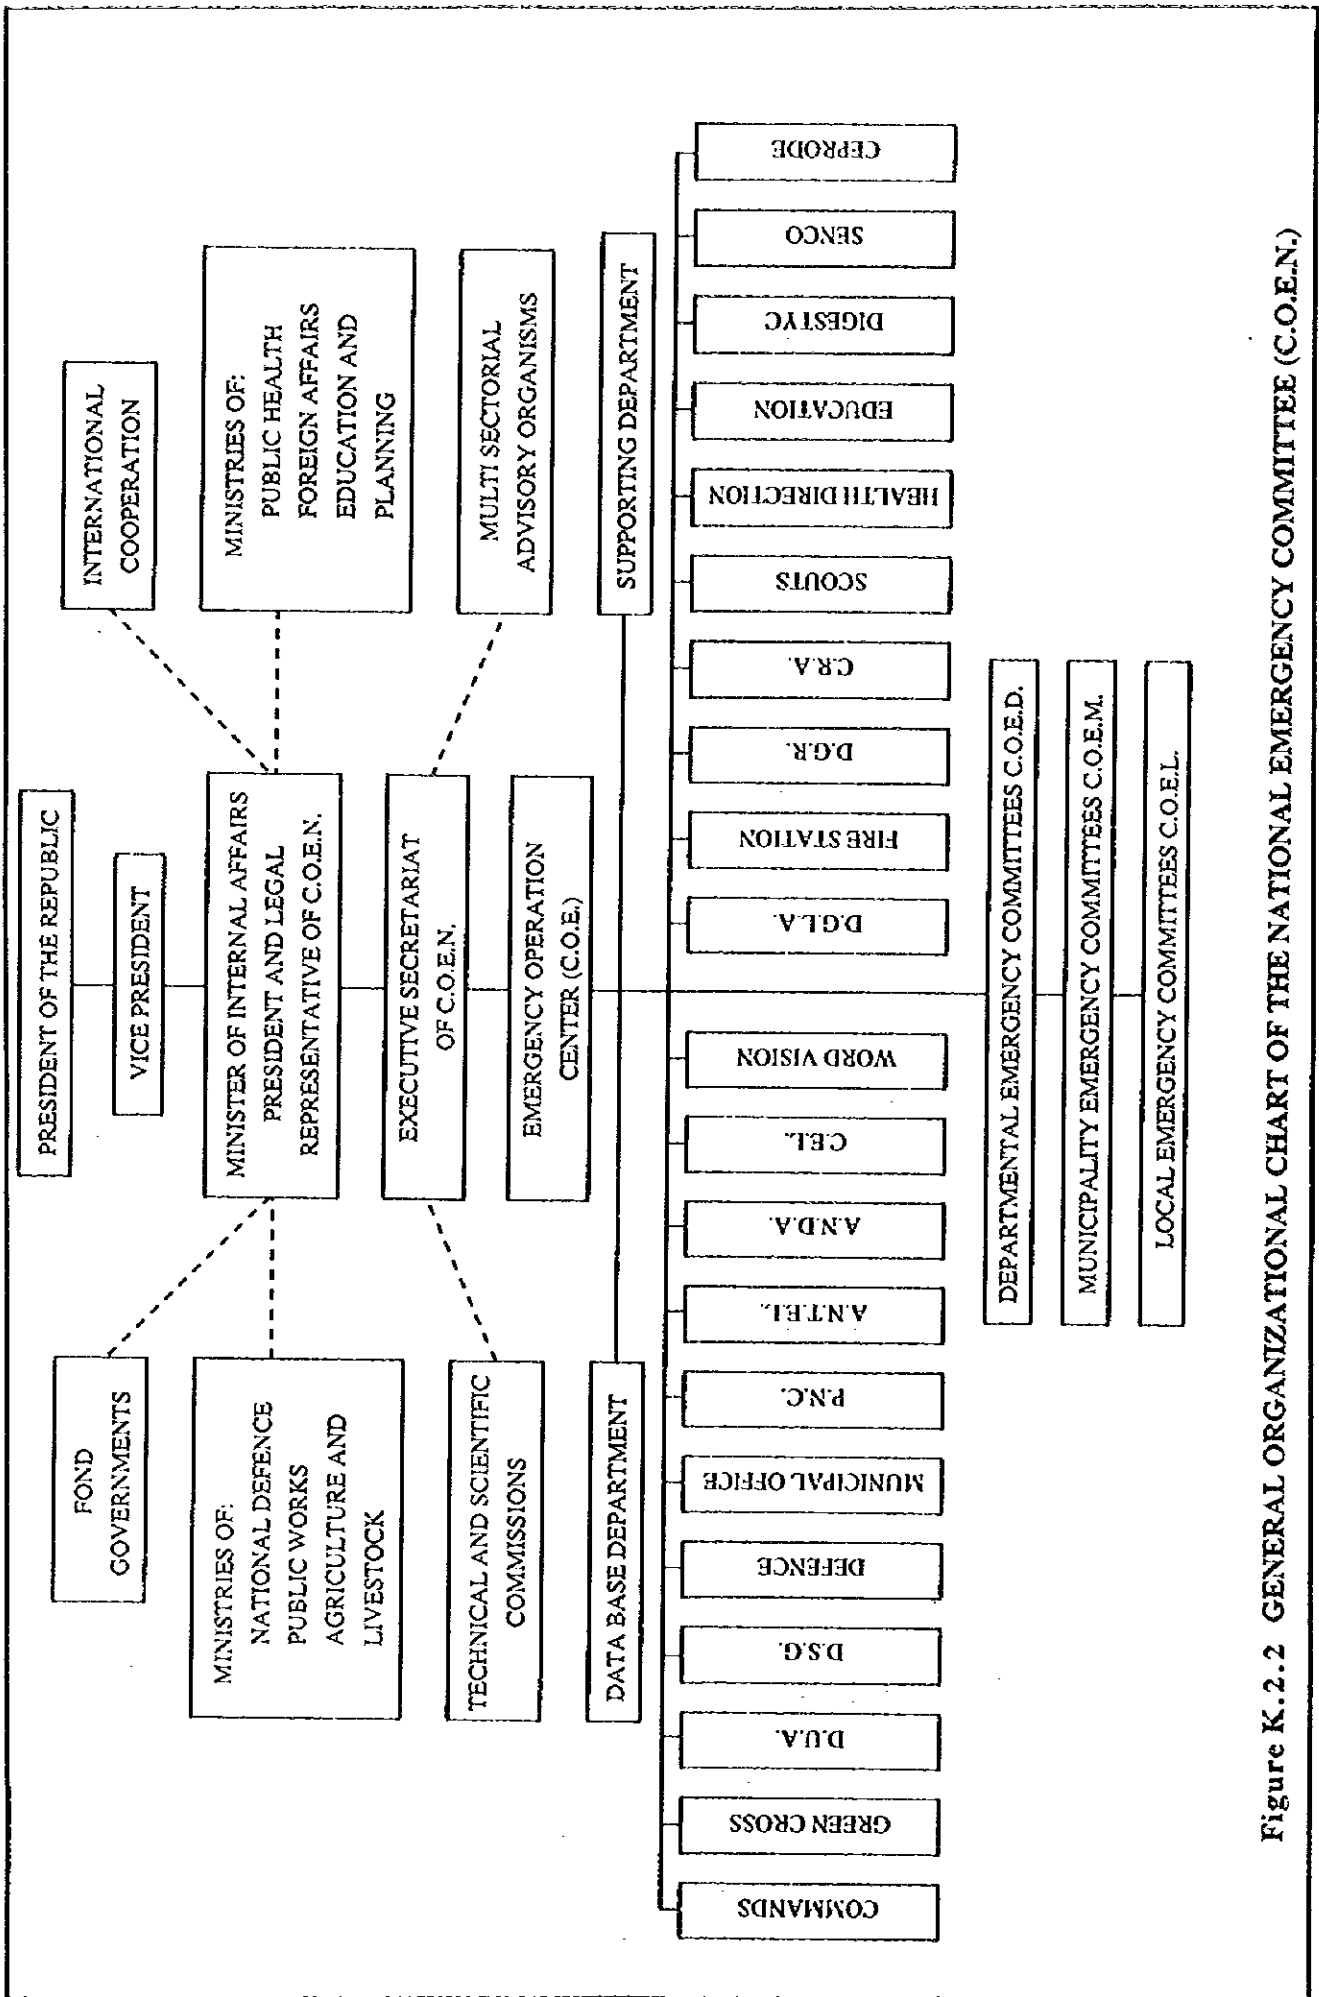 PRESIDENT OF THE REPUBLIC
VICE PRESIDENT
FOND
GOVERNMENTS
INTERNATIONAL
COOPERATION
MINISTER OF INTERNAL AFFAIRS
PRESIDENT AND LEGAL
REPRESENTATIVE OF C.O.E.N.
MINISTRIES OF:
NATIONAL DEFENCE
PUBLIC WORKS
AGRICULTURE AND
LIVESTOCK
MINISTRIES OF:
PUBLIC HEALTH
FOREIGN AFFAIRS
EDUCATION AND
PLANNING
EXECUTIVE SECRETARIAT
OF C.O.E.N.
TECHNICAL AND SCIENTIFIC
COMMISSIONS
MULTI SECTORIAL
ADVISORY ORGANISMS
EMERGENCY OPERATION
CENTER (C.O.E.)
DATA BASE DEPARTMENT
SUPPORTING DEPARTMENT
COMMANDS
GREEN CROSS
D.U.A.
D.S.G.
DEFENCE
MUNICIPAL OFFICE
P.N.C.
A.N.T.E.L.
A.N.D.A.
C.E.L.
WORD VISION
D.G.I.A.
FIRE STATION
D.G.R.
C.R.A.
SCOUTS
HEALTH DIRECTION
EDUCATION
DIGESTYC
SENCO
CEPRODE
DEPARTMENTAL EMERGENCY COMMITTEES C.O.E.D.
MUNICIPALITY EMERGENCY COMMITTEES C.O.E.M.
LOCAL EMERGENCY COMMITTEES C.O.E.L.
Figure K.2.2 GENERAL ORGANIZATIONAL CHART OF THE NATIONAL EMERGENCY COMMITTEE (C.O.E.N.)